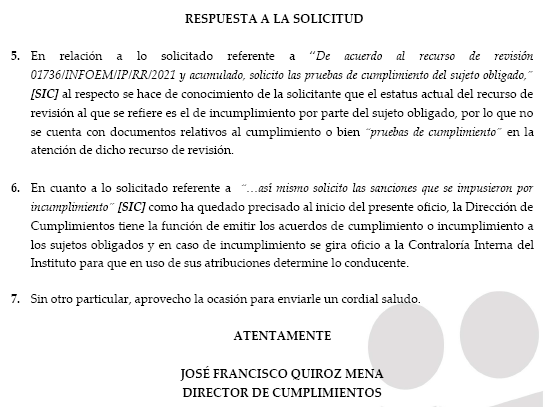 RESPUESTA A LA SOLICITUD
5. En relación a lo solicitado referente a “De acuerdo al recurso de revisión
01736/INFOEM/IP/RR/2021 y acumulado, solicito las pruebas de cumplimiento del sujeto obligado,”
[SIC] al respecto se hace de conocimiento de la solicitante que el estatus actual del recurso de
revisión al que se refiere es el de incumplimiento por parte del sujeto obligado, por lo que no
se cuenta con documentos relativos al cumplimiento o bien “pruebas de cumplimiento” en la
atención de dicho recurso de revisión.
6. En cuanto a lo solicitado referente a “…así mismo solicito las sanciones que se impusieron por
incumplimiento” [SIC] como ha quedado precisado al inicio del presente oficio, la Dirección de
Cumplimientos tiene la función de emitir los acuerdos de cumplimiento o incumplimiento a
los sujetos obligados y en caso de incumplimiento se gira oficio a la Contraloría Interna del
Instituto para que en uso de sus atribuciones determine lo conducente.
7. Sin otro particular, aprovecho la ocasión para enviarle un cordial saludo.
ATENTAMENTE
JOSÉ FRANCISCO QUIROZ MENA
DIRECTOR DE CUMPLIMIENTOS